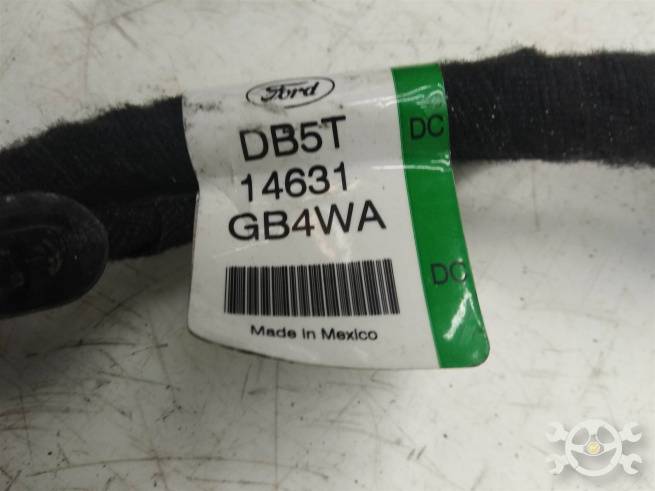 Ford
DB5T
14631
GB4WA
Made in Mexico
DC
DC